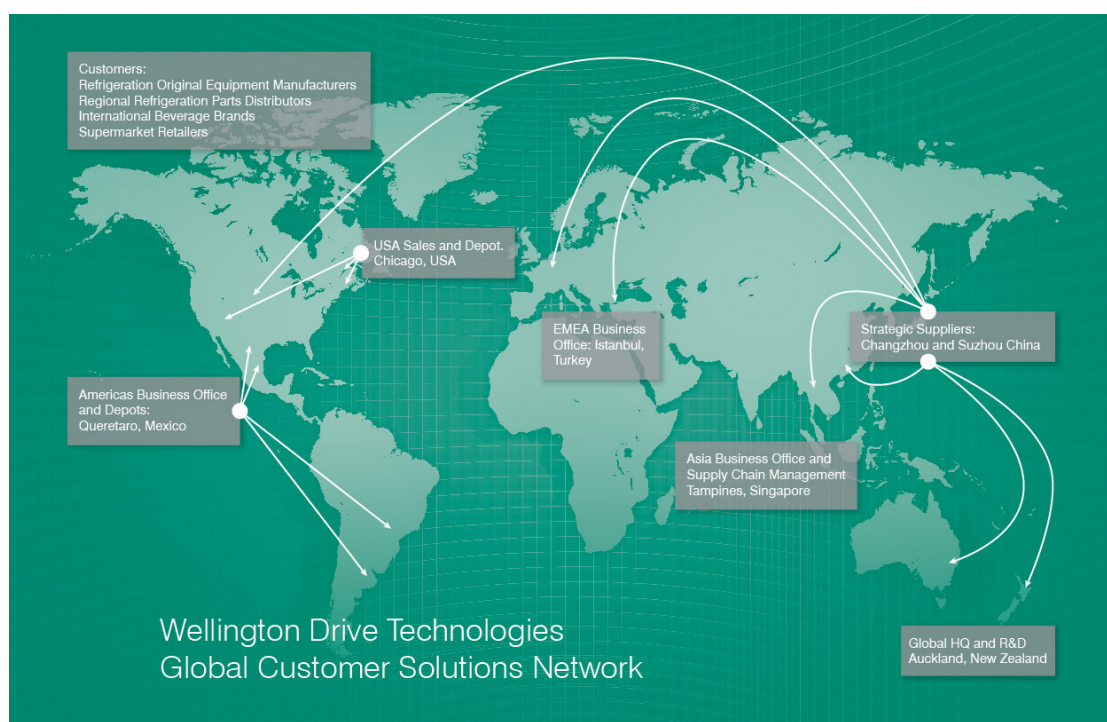 Customers:
Refrigeration Original Equipment Manufacturers
Regional Refrigeration Parts Distributors
International Beverage Brands
Supermarket Retailers
USA Sales and Depot.
Chicago, USA
EMEA Business
Office: Istanbul,
Turkey
Strategic Suppliers:
Changzhou and Suzhou China
Americas Business Office
and Depots:
Queretaro, Mexico
Asia Business Office and
Supply Chain Management
Tampines, Singapore
Wellington Drive Technologies
Global Customer Solutions Network
Global HQ and R&D
Auckland, New Zealand